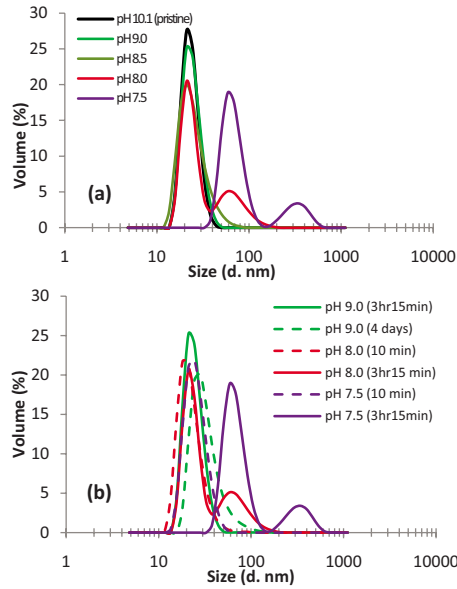 (a)
pH 10.1 (pristine)
pH 9.0
pH 8.5
pH 8.0
pH 7.5
Volume (%)
30
25
20
15
10
5
0
1 10 100 1000 10000
Size (d. nm)
(b)
pH 9.0 (3hr15min)
pH 9.0 (4 days)
pH 8.0 (10 min)
pH 8.0 (3hr15 min)
pH 7.5 (10 min)
pH 7.5 (3hr15min)
Volume (%)
30
25
20
15
10
5
0
1 10 100 1000 10000
Size (d. nm)